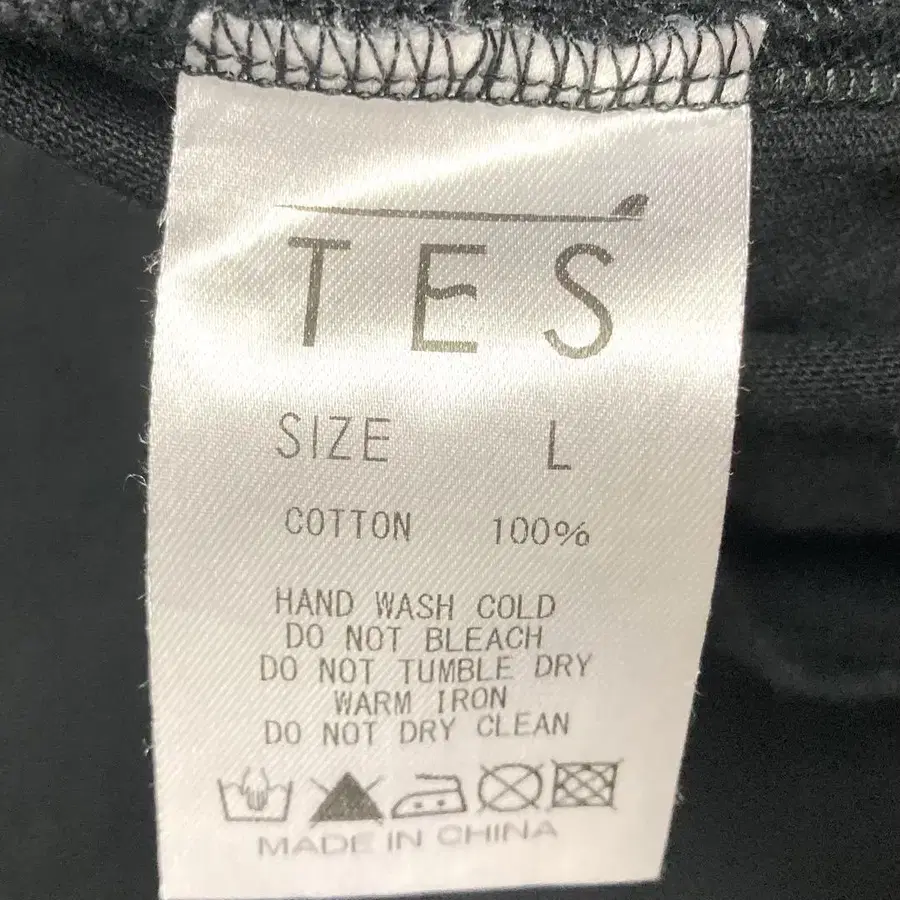 TES
SIZE L
COTTON 100%
HAND WASH COLD
DO NOT BLEACH
DO NOT TUMBLE DRY
WARM IRON
DO NOT DRY CLEAN
MADE IN CHINA